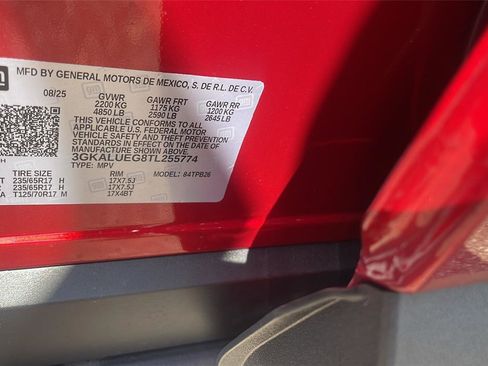 gm MFD BY GENERAL MOTORS DE MEXICO, S. DE R.L. DE C.V.
08/25 GVWR GAWR FRT GAWR RR
2200 KG 1175 KG 1200 KG
4850 LB 2590 LB 2645 LB
THIS VEHICLE CONFORMS TO ALL
APPLICABLE U.S. FEDERAL MOTOR
VEHICLE SAFETY AND THEFT PREVENTION
STANDARDS IN EFFECT ON THE DATE OF
MANUFACTURE SHOWN ABOVE.
3GKALUEG8TL255774
TYPE: MPV
TIRE SIZE RIM MODEL: 84TPB26
235/65R17 H 17X7.5J
235/65R17 H 17X7.5J
T125/70R17 M 17X4BT